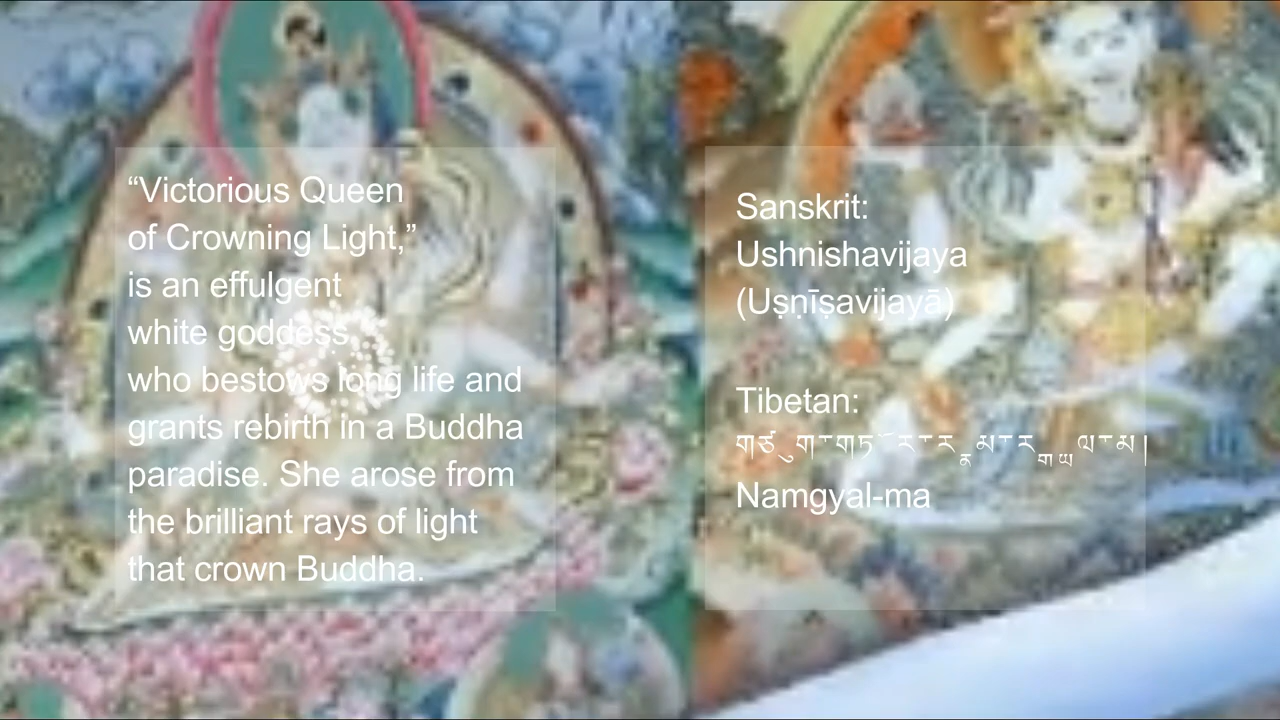 “Victorious Queen
of Crowning Light,”
is an effulgent
white goddess
who bestows long life and
grants rebirth in a Buddha
paradise. She arose from
the brilliant rays of light
that crown Buddha.
Sanskrit:
Ushnishavijaya
(Uṣṇīṣavijayā)
Tibetan:
གཙུག་གཏོར་རྣམ་རྒྱལ་མ།
Namgyal-ma